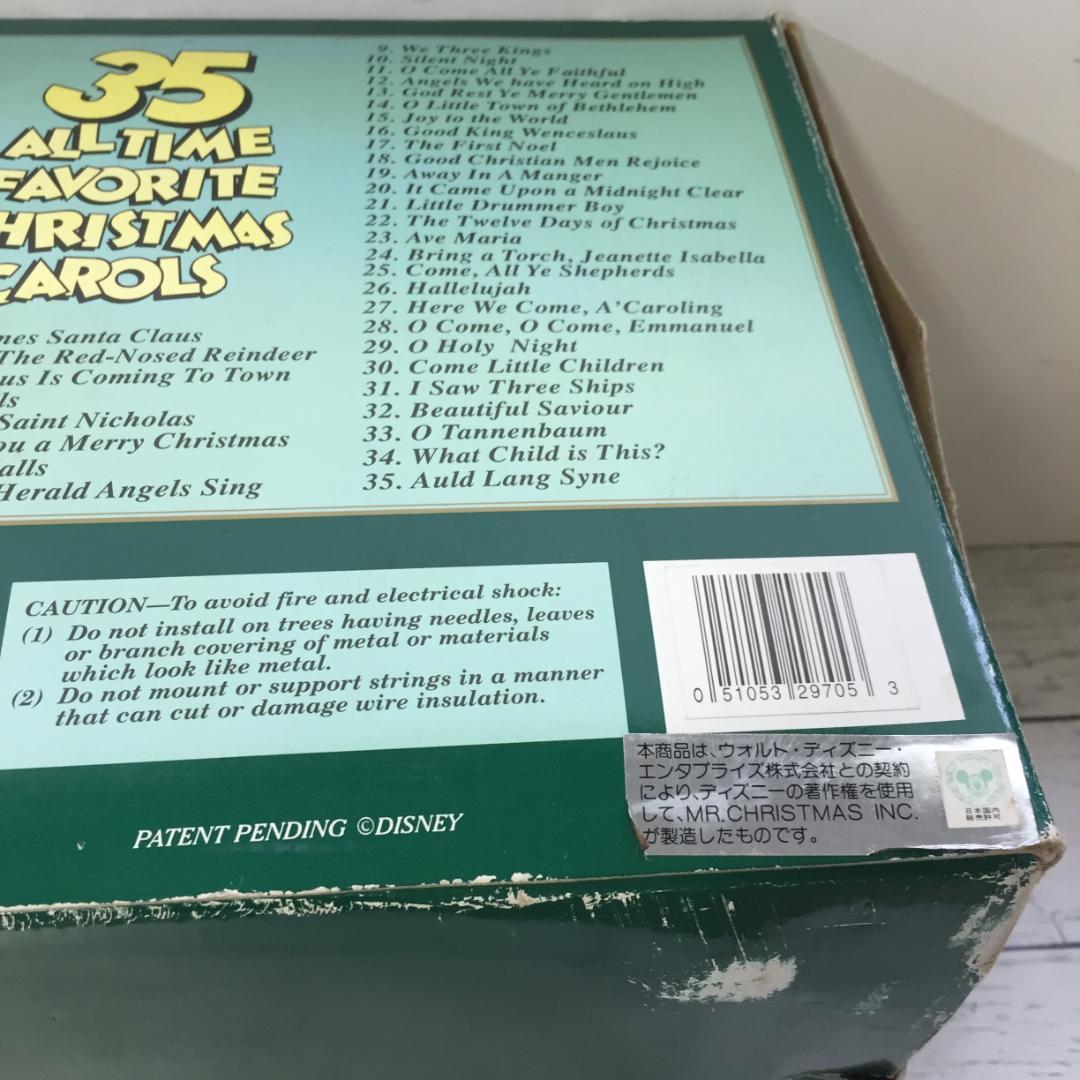 35
ALL TIME
FAVORITE
CHRISTMAS
CAROLS
Santa Claus
The Red-Nosed Reindeer
Is Coming To Town
Saint Nicholas
a Merry Christmas
Herald Angels Sing
9. We Three Kings
10. Silent Night
11. O Come All Ye Faithful
12. Angels We have Heard on High
13. God Rest Ye Merry Gentlemen
14. O Little Town of Bethlehem
15. Joy to the World
16. Good King Wenceslaus
17. The First Noel
18. Good Christian Men Rejoice
19. Away In A Manger
20. It Came Upon a Midnight Clear
21. Little Drummer Boy
22. The Twelve Days of Christmas
23. Ave Maria
24. Bring a Torch, Jeanette Isabella
25. Come, All Ye Shepherds
26. Hallelujah
27. Here We Come, A'Caroling
28. O Come, O Come, Emmanuel
29. O Holy Night
30. Come Little Children
31. I Saw Three Ships
32. Beautiful Saviour
33. O Tannenbaum
34. What Child is This?
35. Auld Lang Syne
CAUTION—To avoid fire and electrical shock:
(1) Do not install on trees having needles, leaves
or branch covering of metal or materials
which look like metal.
(2) Do not mount or support strings in a manner
that can cut or damage wire insulation.
0 51053 29705 3
PATENT PENDING ©DISNEY
本商品は、ウォルト・ディズニー・
エンタプライズ株式会社との契約
により、ディズニーの著作権を使用
して、MR.CHRISTMAS INC.
が製造したものです。
日本国内
販売許可